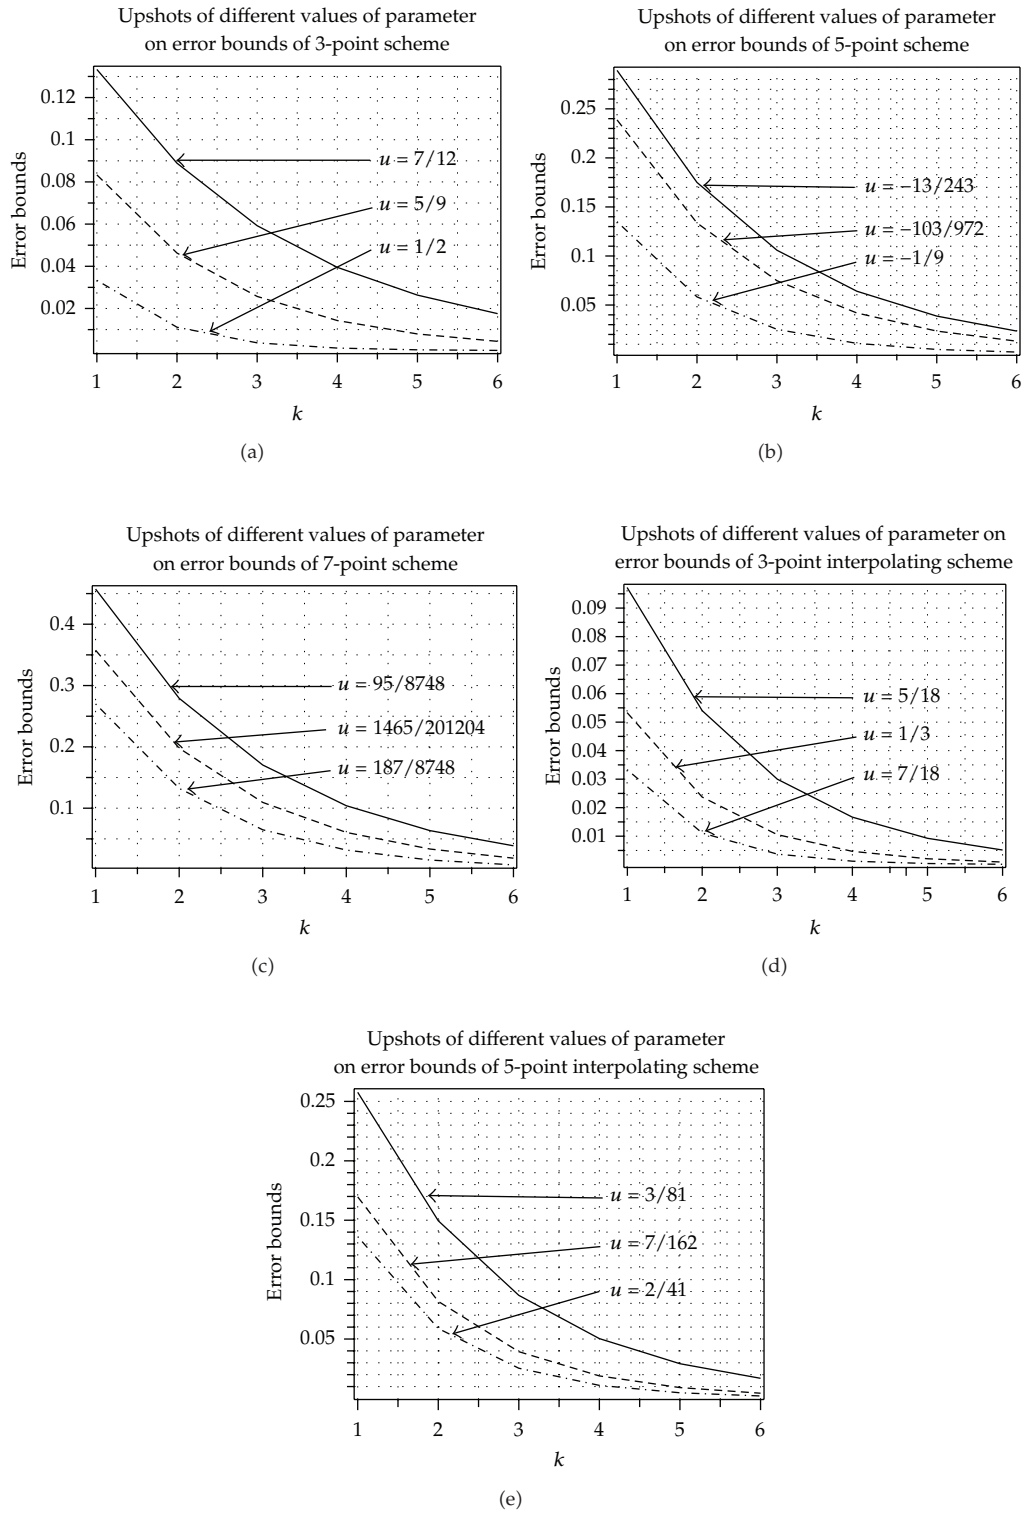 Upshots of different values of parameter
on error bounds of 3-point scheme
0.12
0.1
0.08
0.06
0.04
0.02
Error bounds
u = 7/12
u = 5/9
u = 1/2
1 2 3 4 5 6
k
(a)
Upshots of different values of parameter
on error bounds of 5-point scheme
0.25
0.2
0.15
0.1
0.05
Error bounds
u = −13/243
u = −103/972
u = −1/9
1 2 3 4 5 6
k
(b)
Upshots of different values of parameter
on error bounds of 7-point scheme
0.4
0.3
0.2
0.1
Error bounds
u = 95/8748
u = 1465/201204
u = 187/8748
1 2 3 4 5 6
k
(c)
Upshots of different values of parameter on
error bounds of 3-point interpolating scheme
0.09
0.08
0.07
0.06
0.05
0.04
0.03
0.02
0.01
Error bounds
u = 5/18
u = 1/3
u = 7/18
1 2 3 4 5 6
k
(d)
Upshots of different values of parameter
on error bounds of 5-point interpolating scheme
0.25
0.2
0.15
0.1
0.05
Error bounds
u = 3/81
u = 7/162
u = 2/41
1 2 3 4 5 6
k
(e)